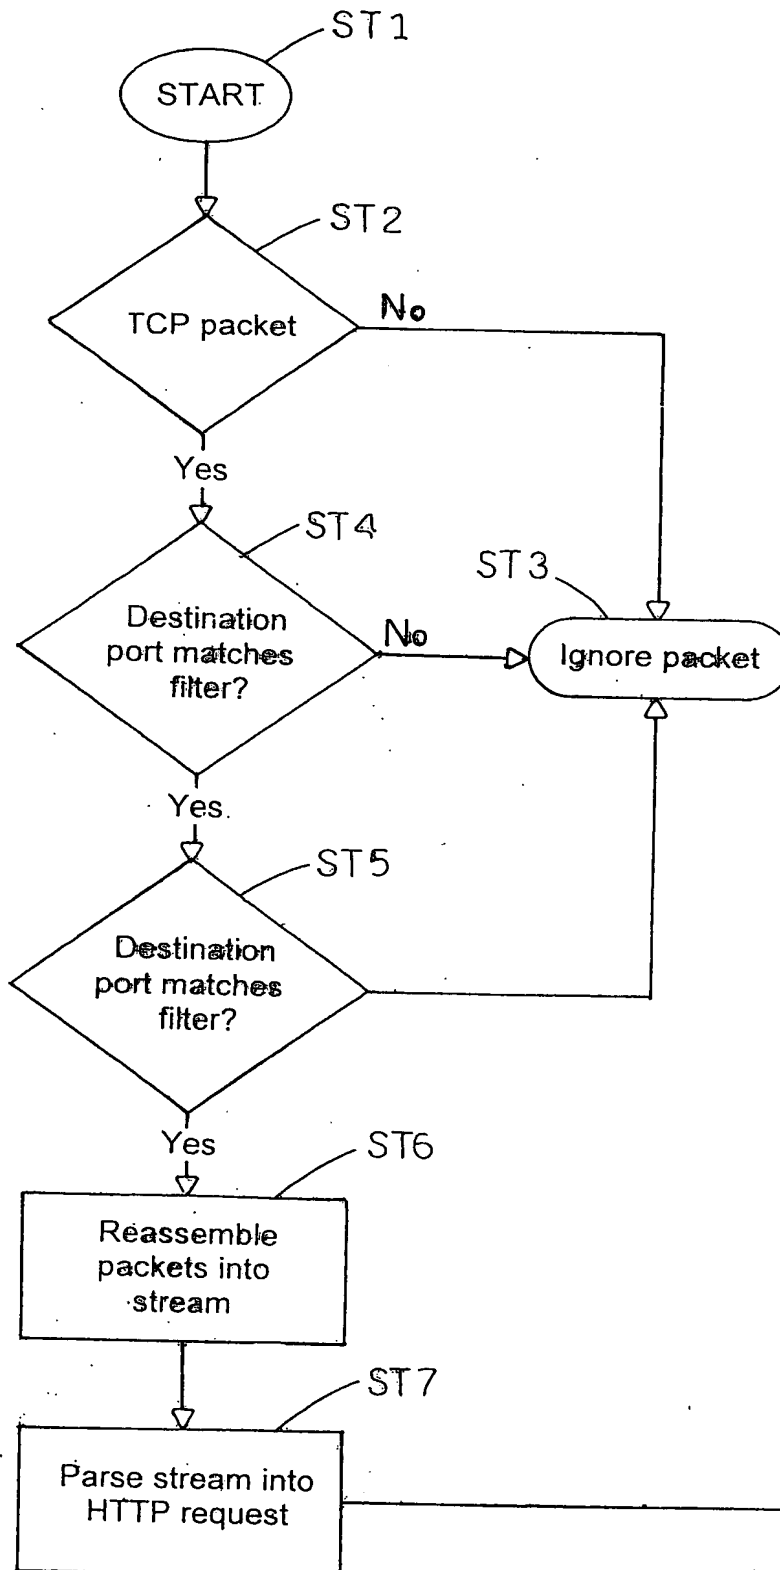 ST1
START
ST2
TCP packet
No
Yes
ST4
ST3
Destination
port matches
filter?
No
Ignore packet
Yes
ST5
Destination
port matches
filter?
Yes
ST6
Reassemble
packets into
stream
ST7
Parse stream into
HTTP request